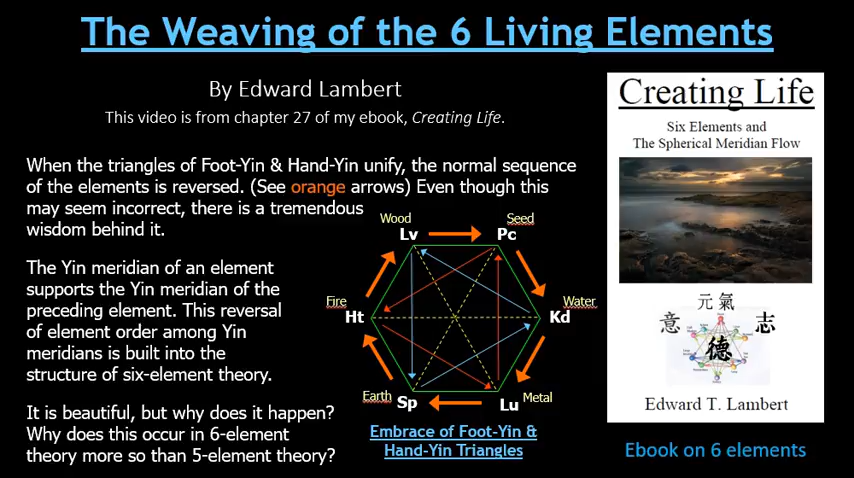 The Weaving of the 6 Living Elements
By Edward Lambert
This video is from chapter 27 of my ebook, Creating Life.
When the triangles of Foot-Yin & Hand-Yin unify, the normal sequence
of the elements is reversed. (See orange arrows) Even though this
may seem incorrect, there is a tremendous
wisdom behind it.
The Yin meridian of an element
supports the Yin meridian of the
preceding element. This reversal
of element order among Yin
meridians is built into the
structure of six-element theory.
It is beautiful, but why does it happen?
Why does this occur in 6-element
theory more so than 5-element theory?
Wood
Lv
Seed
Pc
Fire
Ht
Water
Kd
Earth
Sp
Lu
Metal
Embrace of Foot-Yin &
Hand-Yin Triangles
Creating Life
Six Elements and
The Spherical Meridian Flow
元氣
意
志
德
Edward T. Lambert
Ebook on 6 elements